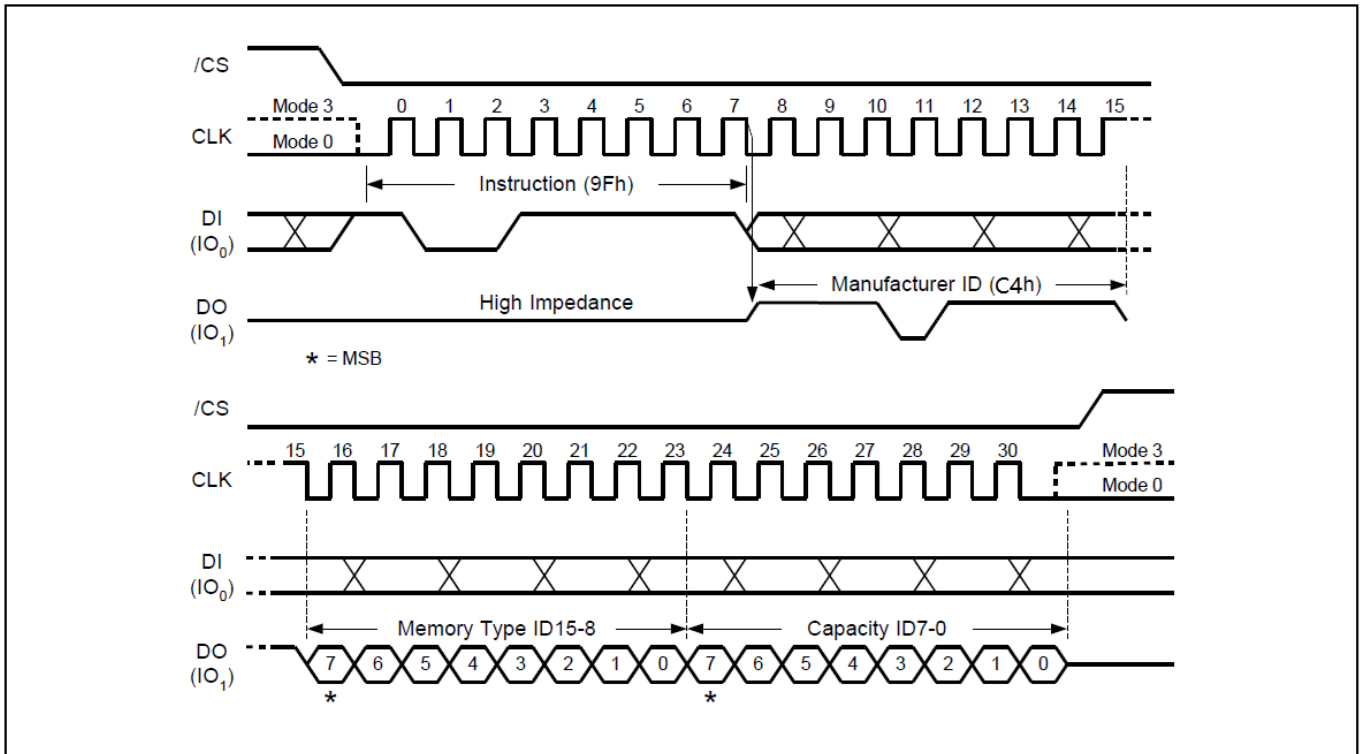 /CS
Mode 3 0 1 2 3 4 5 6 7 8 9 10 11 12 13 14 15
CLK
Mode 0
Instruction (9Fh)
DI
(IO0)
Manufacturer ID (C4h)
High Impedance
DO
(IO1)
* = MSB
/CS
15 16 17 18 19 20 21 22 23 24 25 26 27 28 29 30 Mode 3
CLK
Mode 0
DI
(IO0)
Memory Type ID15-8 Capacity ID7-0
DO
(IO1)
7 6 5 4 3 2 1 0 7 6 5 4 3 2 1 0
* *